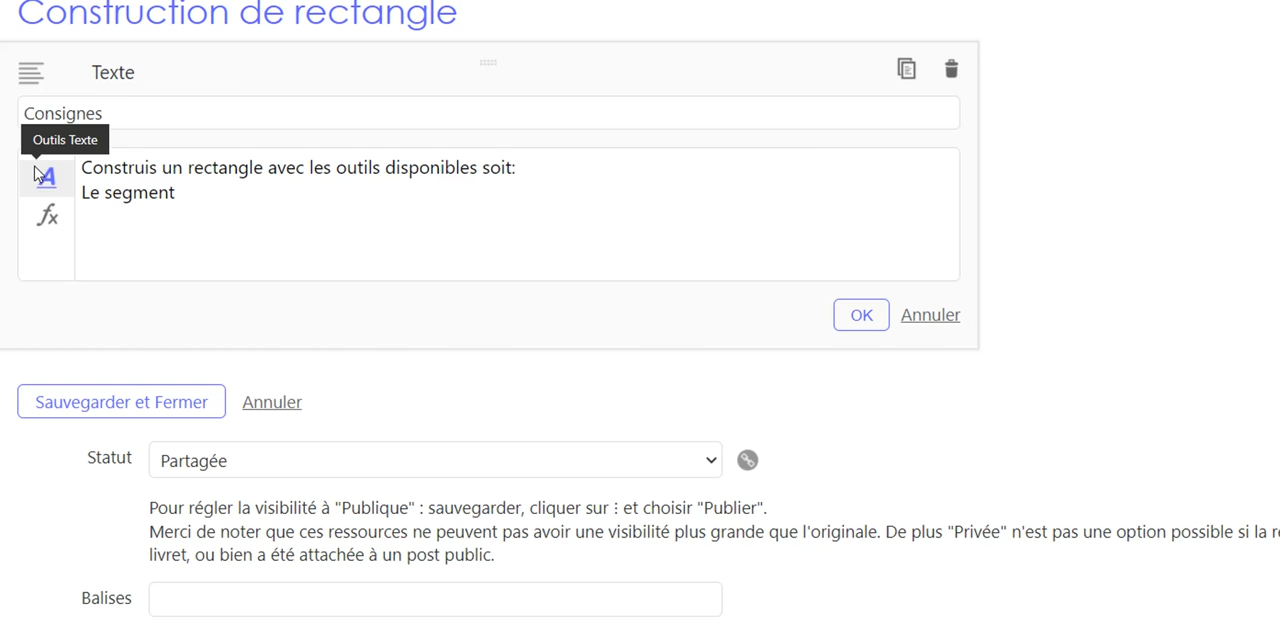 Construction de rectangle
Texte
Consignes
Outils Texte
A
Construis un rectangle avec les outils disponibles soit:
Le segment
fx
OK
Annuler
Sauvegarder et Fermer
Annuler
Statut
Partagée
Pour régler la visibilité à "Publique" : sauvegarder, cliquer sur ⋮ et choisir "Publier".
Merci de noter que ces ressources ne peuvent pas avoir une visibilité plus grande que l'originale. De plus "Privée" n'est pas une option possible si la
livret, ou bien a été attachée à un post public.
Balises